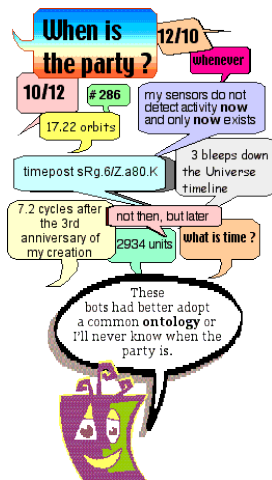 When is
the party ?
12/10
whenever
10/12
# 286
my sensors do not
detect activity now
and only now exists
17.22 orbits
3 bleeps down
the Universe
timeline
timepost sRg.6/Z.a80.K
7.2 cycles after
the 3rd
anniversary of
my creation
not then, but later
2934 units
what is time ?
These
bots had better adopt
a common ontology or
I'll never know when the
party is.